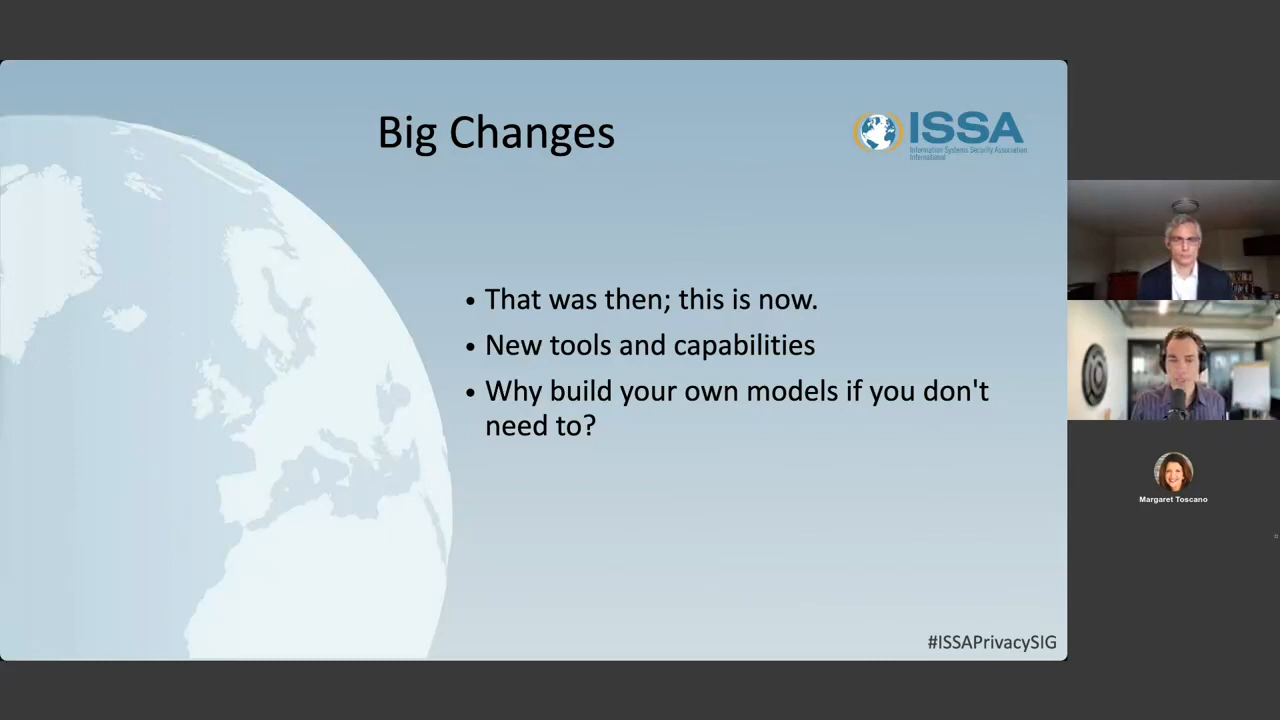 Big Changes
ISSA
Information Systems Security Association
International
• That was then; this is now.
• New tools and capabilities
• Why build your own models if you don't
need to?
Margaret Toscano
#ISSAPrivacySIG